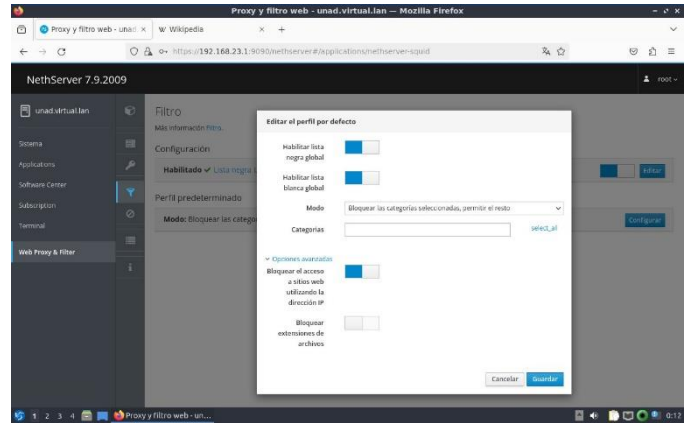 Proxy y filtro web - unad.virtual.lan — Mozilla Firefox
Proxy y filtro web - unad
W Wikipedia
https://192.168.23.1:9090/nethserver#/applications/nethserver-squid
NethServer 7.9.2009
root
unad.virtual.lan
Sistema
Applications
Software Center
Subscription
Terminal
Web Proxy & Filter
Filtro
Más información Filtro.
Configuración
Habilitado ✔ Lista negra
Editar
Perfil predeterminado
Modo: Bloquear las catego
Configurar
Editar el perfil por defecto
Habilitar lista
negra global
Habilitar lista
blanca global
Modo
Bloquear las categorías seleccionadas, permitir el resto
Categorías
select_all
Opciones avanzadas
Bloquear el acceso
a sitios web
utilizando la
dirección IP
Bloquear
extensiones de
archivos
Cancelar
Guardar
1 2 3 4
Proxy y filtro web - un...
0:12